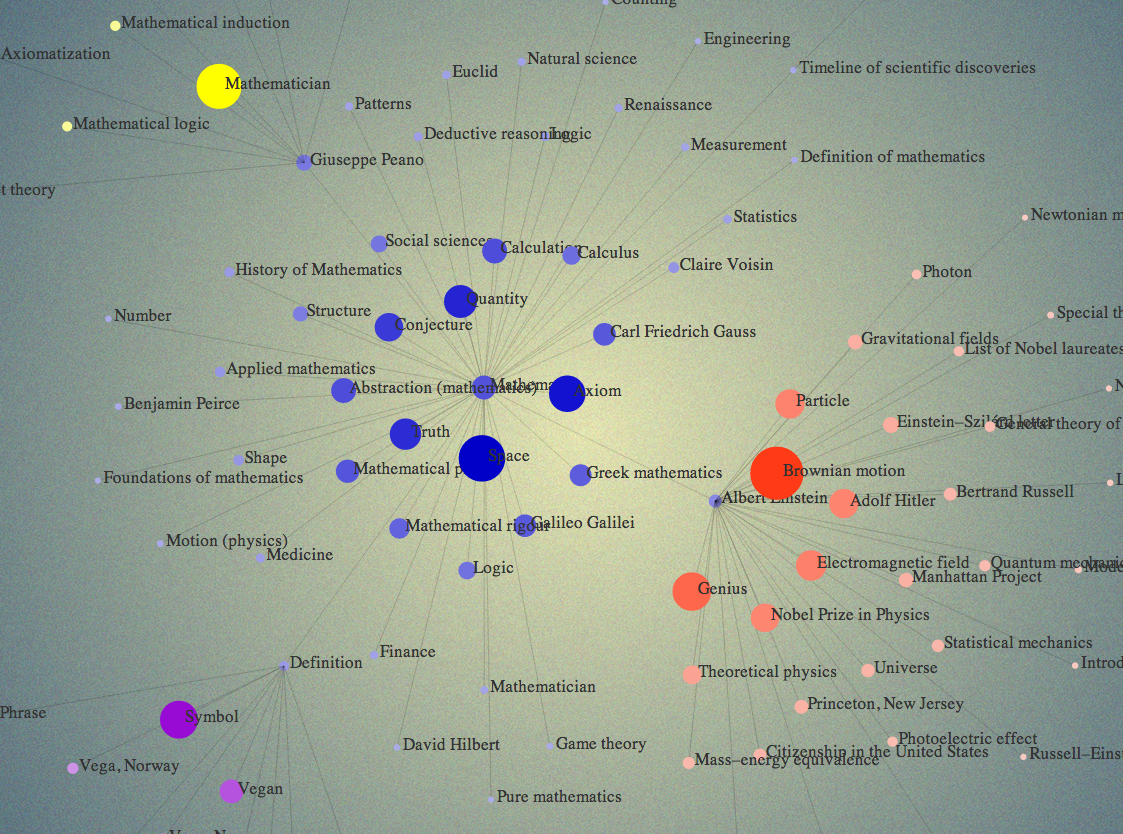 Counting
Mathematical induction
Engineering
Axiomatization
Natural science
Timeline of scientific discoveries
Euclid
Mathematician
Patterns
Renaissance
Mathematical logic
Deductive reasoning
Logic
Measurement
Giuseppe Peano
Definition of mathematics
t theory
Newtonian m
Statistics
Social sciences
Calculation
Calculus
Claire Voisin
History of Mathematics
Photon
Quantity
Structure
Special th
Number
Conjecture
Carl Friedrich Gauss
Gravitational fields
List of Nobel laureates
Applied mathematics
Abstraction (mathematics)
Mathema
Axiom
N
Benjamin Peirce
Particle
Truth
Einstein–Szilárd letter
General theory of
Shape
Space
Mathematical p
Greek mathematics
Brownian motion
Foundations of mathematics
L
Albert Einstein
Adolf Hitler
Bertrand Russell
Mathematical rigour
Galileo Galilei
Motion (physics)
Medicine
Logic
Electromagnetic field
Quantum mechanic
Mode
Manhattan Project
Genius
Nobel Prize in Physics
Statistical mechanics
Finance
Definition
Introd
Theoretical physics
Universe
Mathematician
Princeton, New Jersey
Phrase
Symbol
David Hilbert
Game theory
Photoelectric effect
Citizenship in the United States
Russell–Einst
Mass–energy equivalence
Vega, Norway
Vegan
Pure mathematics